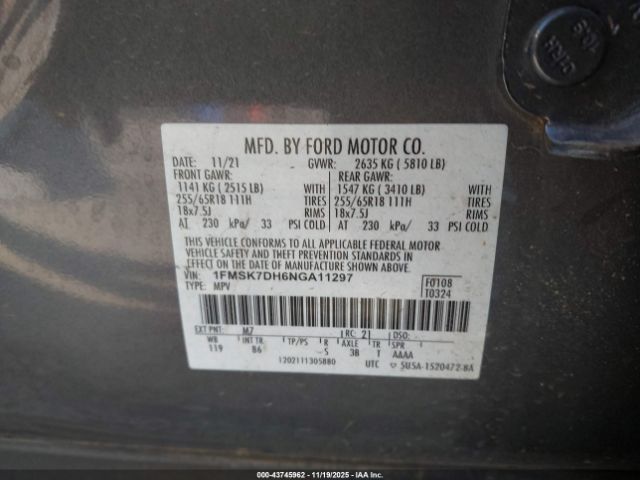 MFD. BY FORD MOTOR CO.
DATE: 11/21 GVWR: 2635 KG ( 5810 LB)
FRONT GAWR: REAR GAWR:
1141 KG ( 2515 LB) WITH 1547 KG ( 3410 LB) WITH
255/65R18 111H TIRES 255/65R18 111H TIRES
18x7.5J RIMS 18x7.5J RIMS
AT 230 kPa/ 33 PSI COLD AT 230 kPa/ 33 PSI COLD
THIS VEHICLE CONFORMS TO ALL APPLICABLE FEDERAL MOTOR
VEHICLE SAFETY AND THEFT PREVENTION STANDARDS IN
EFFECT ON THE DATE OF MANUFACTURE SHOWN ABOVE.
VIN: 1FMSK7DH6NGA11297 F0108
TYPE: MPV T0324
EXT PNT: M7 RC: 21 DSO:
WB INT TR TP/PS R AXLE TR SPR
119 B6 S 3B T AAAA
1202111305880 UTC 5U5A-1520472-BA
000-43745962 - 11/19/2025 - IAA Inc.